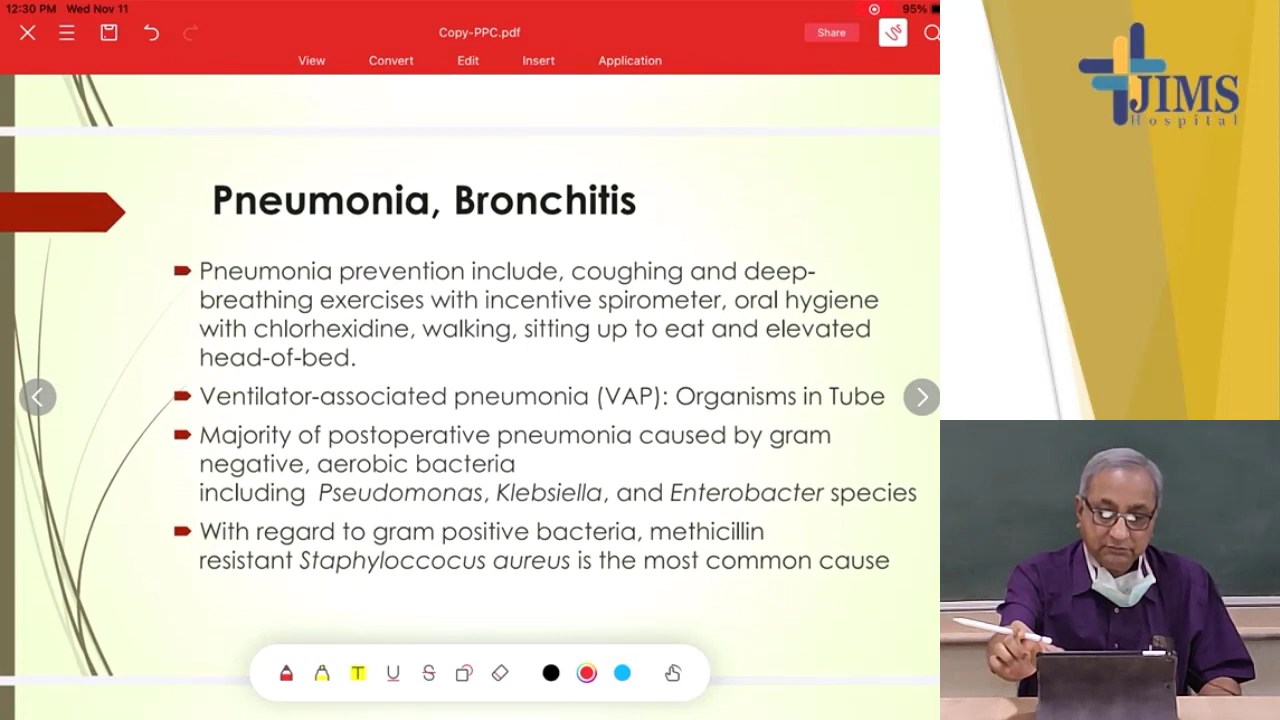 12:30 PM Wed Nov 11
95%
Copy-PPC.pdf
Share
View Convert Edit Insert Application
JIMS
Hospital
Pneumonia, Bronchitis
Pneumonia prevention include, coughing and deep-
breathing exercises with incentive spirometer, oral hygiene
with chlorhexidine, walking, sitting up to eat and elevated
head-of-bed.
Ventilator-associated pneumonia (VAP): Organisms in Tube
Majority of postoperative pneumonia caused by gram
negative, aerobic bacteria
including Pseudomonas, Klebsiella, and Enterobacter species
With regard to gram positive bacteria, methicillin
resistant Staphyloccocus aureus is the most common cause
T U S